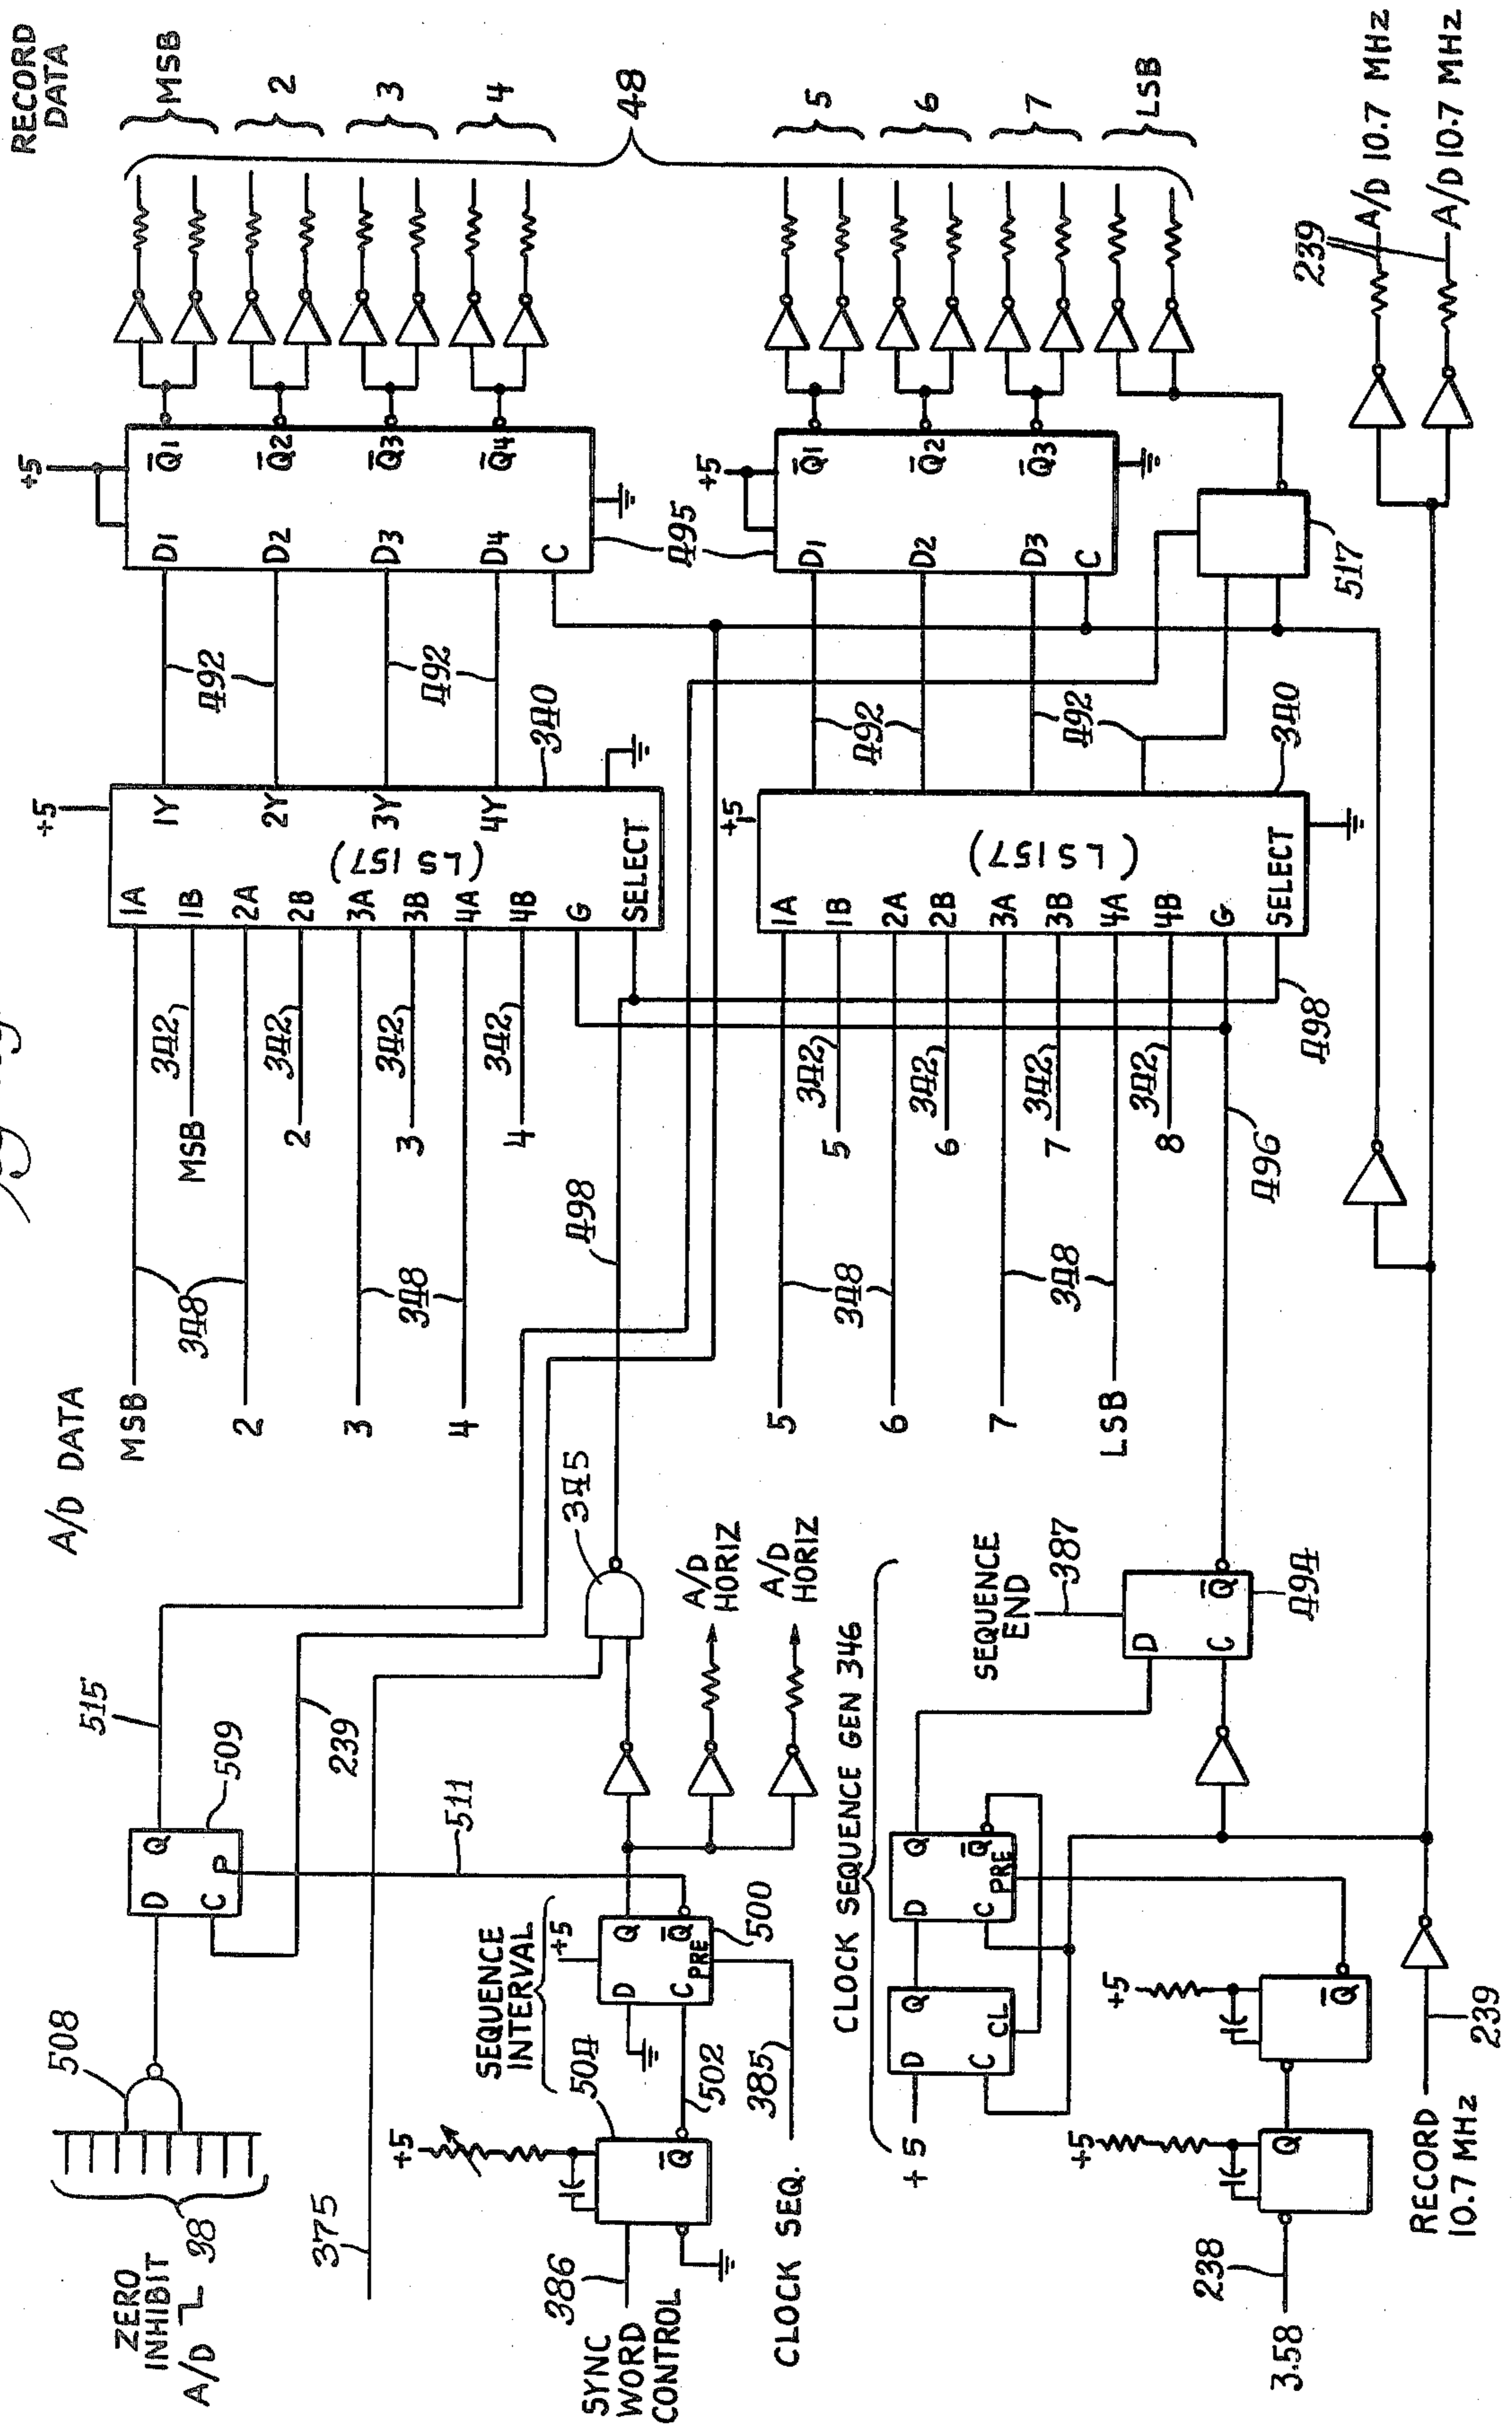 RECORD
DATA
MSB
2
3
4
48
5
6
7
LSB
239
A/D 10.7 MHz
A/D 10.7 MHz
+5
D1
D2
D3
D4
C
Q̅1
Q̅2
Q̅3
Q̅4
495
+5
D1
D2
D3
C
Q̅1
Q̅2
Q̅3
517
492
492
492
492
+5
1A
1B
2A
2B
3A
3B
4A
4B
G
SELECT
1Y
2Y
3Y
4Y
(LS157)
340
+5
1A
1B
2A
2B
3A
3B
4A
4B
G
SELECT
(LS157)
340
342
342
342
342
MSB
2
3
4
342
342
342
342
5
6
7
8
498
496
498
A/D DATA
MSB
2
3
4
348
348
5
6
7
LSB
348
348
345
A/D
HORIZ
A/D
HORIZ
515
509
D
C
Q
P
239
511
508
ZERO
INHIBIT
A/D
38
375
SEQUENCE
INTERVAL
+5
D
C
Q
Q̅
PRE
500
502
504
+5
Q̅
386
SYNC
WORD
CONTROL
385
CLOCK SEQ.
CLOCK SEQUENCE GEN 346
+5
D
C
Q
CL
D
C
Q
Q̅
PRE
SEQUENCE
END
387
D
C
Q̅
494
+5
Q̅
+5
Q
238
3.58
RECORD
10.7 MHz
239